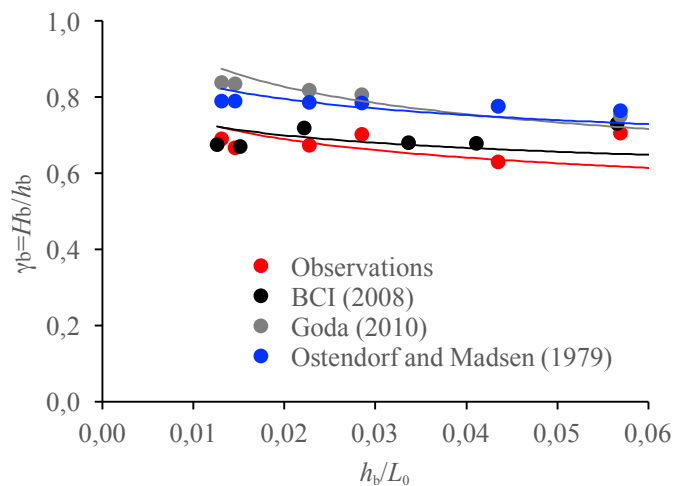 1,0
0,8
0,6
0,4
0,2
0,0
γb=Hb/hb
Observations
BCI (2008)
Goda (2010)
Ostendorf and Madsen (1979)
0,00 0,01 0,02 0,03 0,04 0,05 0,06
hb/L0